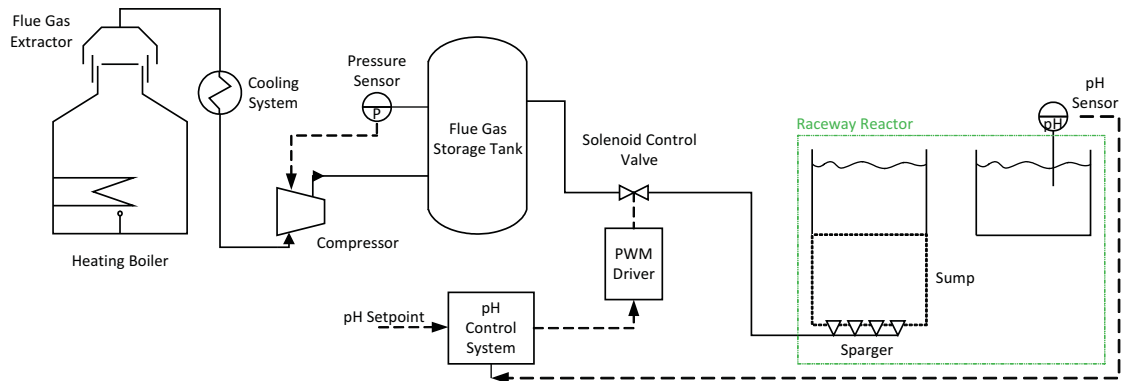 Flue Gas
Extractor
Cooling
System
Heating Boiler
Pressure
Sensor
P
Compressor
Flue Gas
Storage Tank
Solenoid Control
Valve
PWM
Driver
pH Setpoint
pH
Control
System
Raceway Reactor
Sump
Sparger
pH
Sensor
pH